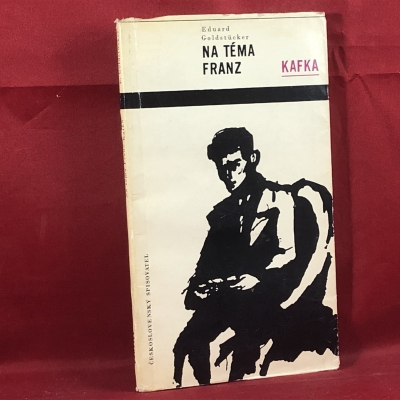 Eduard
Goldstücker
NA TÉMA
FRANZ KAFKA
ČESKOSLOVENSKÝ SPISOVATEL